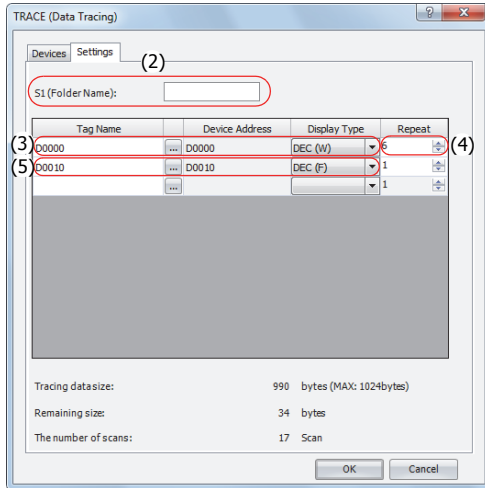 TRACE (Data Tracing)
Devices Settings
(2)
S1 (Folder Name):
Tag Name Device Address Display Type Repeat
(3) D0000 ... D0000 DEC (W) 6 (4)
(5) D0010 ... D0010 DEC (F) 1
... 1
Tracing data size: 990 bytes (MAX: 1024bytes)
Remaining size: 34 bytes
The number of scans: 17 Scan
OK Cancel